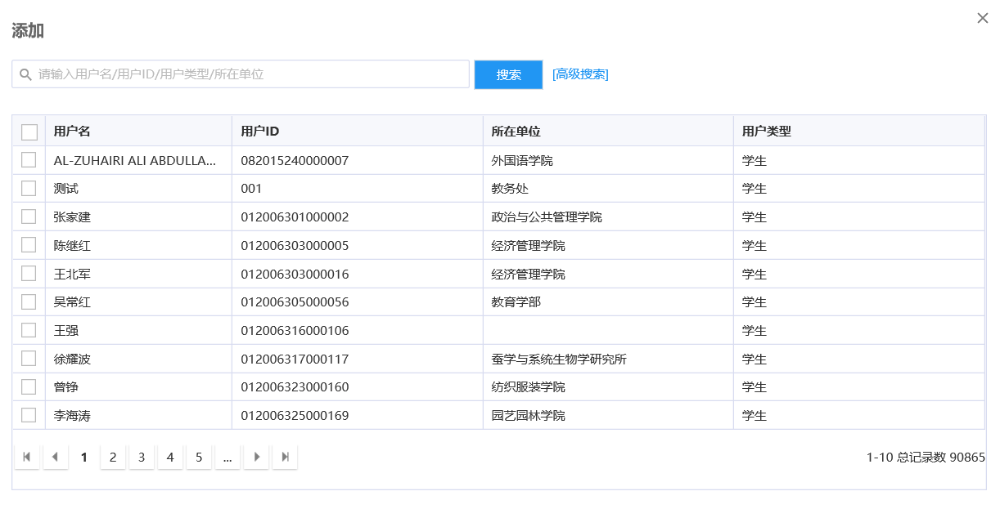 添加
请输入用户名/用户ID/用户类型/所在单位 搜索 [高级搜索]
用户名 用户ID 所在单位 用户类型
AL-ZUHAIRI ALI ABDULLA... 082015240000007 外国语学院 学生
测试 001 教务处 学生
张家建 012006301000002 政治与公共管理学院 学生
陈继红 012006303000005 经济管理学院 学生
王北军 012006303000016 经济管理学院 学生
吴常红 012006305000056 教育学部 学生
王强 012006316000106 学生
徐耀波 012006317000117 蚕学与系统生物学研究所 学生
曾铮 012006323000160 纺织服装学院 学生
李海涛 012006325000169 园艺园林学院 学生
1 2 3 4 5 ... 1-10 总记录数 90865